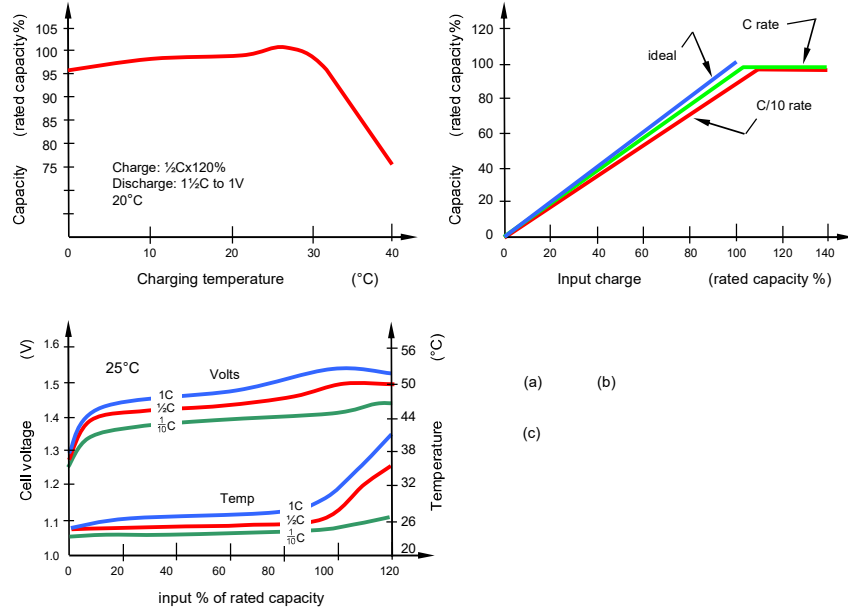 (rated capacity%)
Capacity
105
100
95
90
85
80
75
Charge: ½Cx120%
Discharge: 1½C to 1V
20°C
0 10 20 30 40
Charging temperature (°C)
(rated capacity%)
Capacity
120
100
80
60
40
20
0
C rate
ideal
C/10 rate
0 20 40 60 80 100 120 140
Input charge (rated capacity %)
(V)
Cell voltage
1.6
1.5
1.4
1.3
1.2
1.1
1.0
25°C
Volts
1C
½C
1/10C
Temp
1C
½C
1/10C
(°C)
Temperature
56
50
44
38
32
26
20
0 20 40 60 80 100 120
input % of rated capacity
(a) (b)
(c)